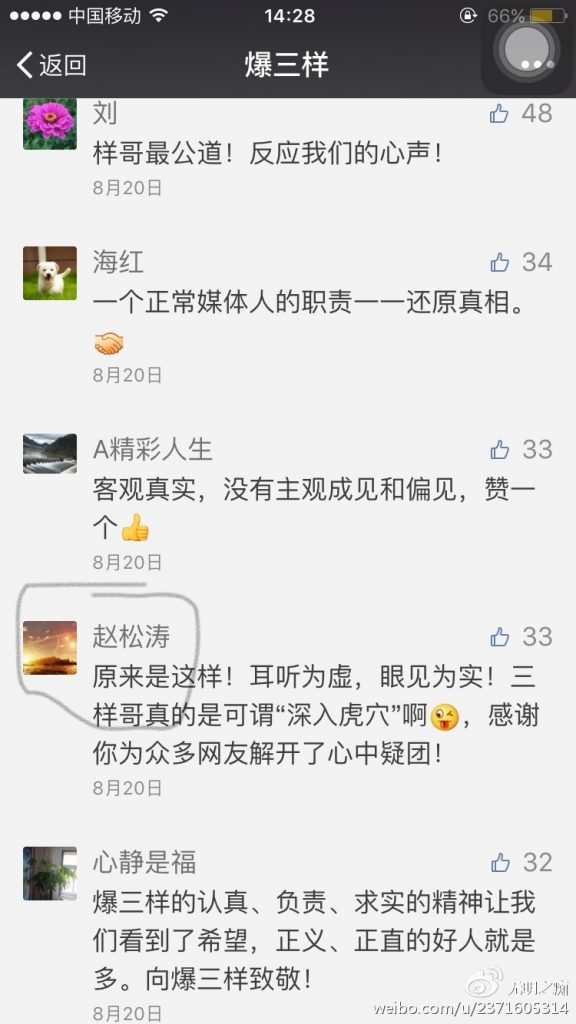 中国移动 14:28 66%
返回 爆三样
刘 48
样哥最公道！反应我们的心声！
8月20日
海红 34
一个正常媒体人的职责一一还原真相。
8月20日
A精彩人生 33
客观真实，没有主观成见和偏见，赞一
个
8月20日
赵松涛 33
原来是这样！耳听为虚，眼见为实！三
样哥真的是可谓“深入虎穴”啊，感谢
你为众多网友解开了心中疑团！
8月20日
心静是福 32
爆三样的认真、负责、求实的精神让我
们看到了希望，正义、正直的好人就是
多。向爆三样致敬！
8月20日
weibo.com/u/2371605314